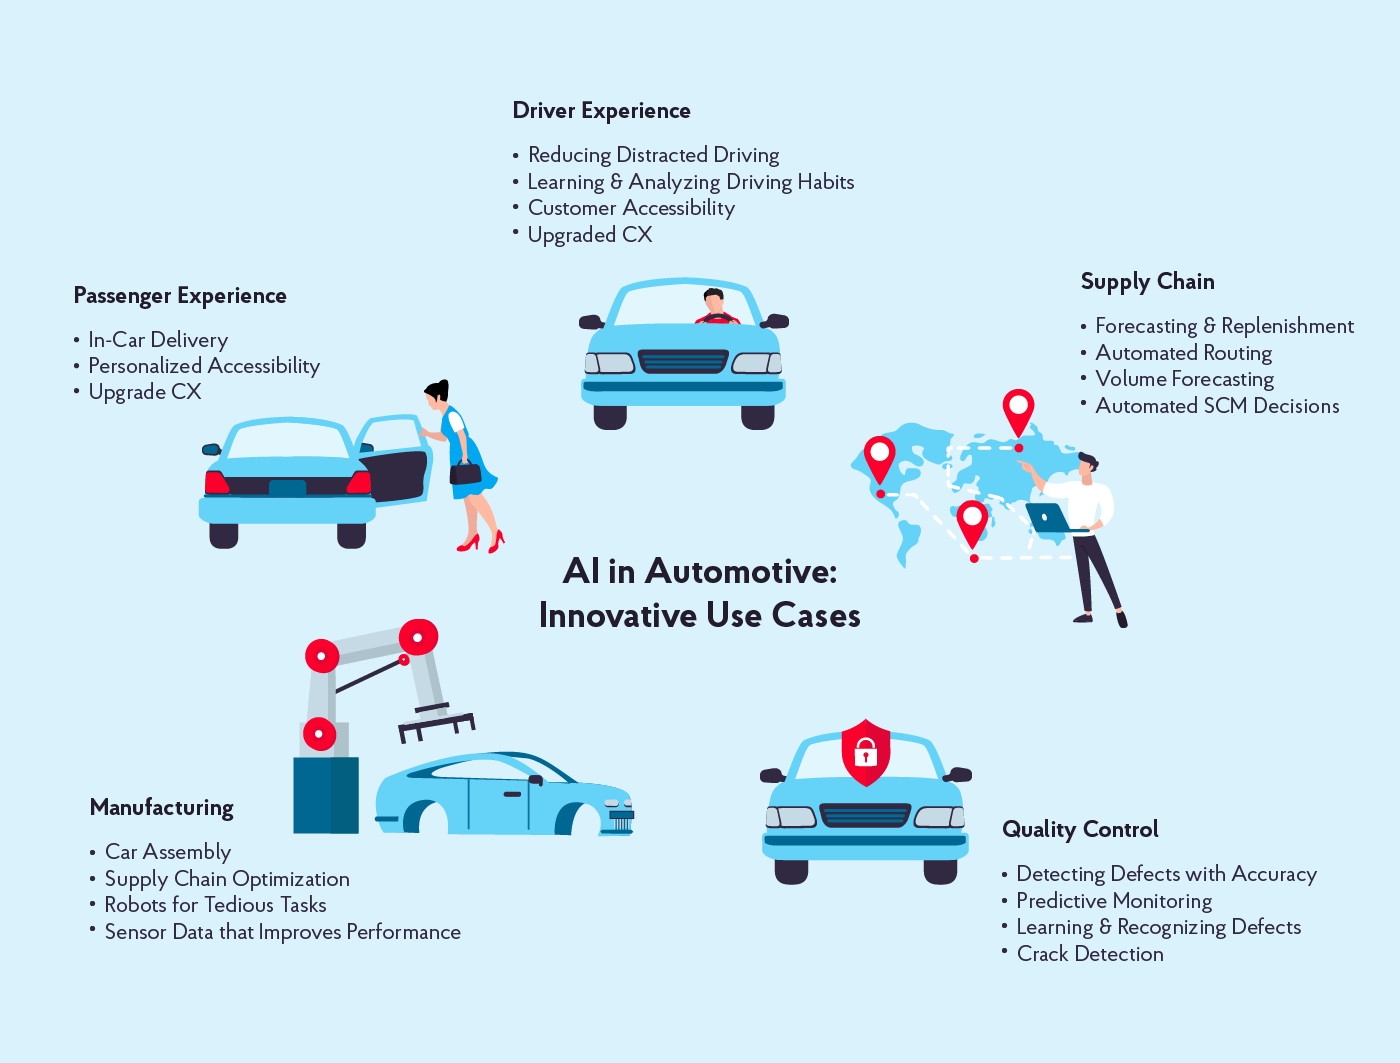 Driver Experience
• Reducing Distracted Driving
• Learning & Analyzing Driving Habits
• Customer Accessibility
• Upgraded CX
Passenger Experience
• In-Car Delivery
• Personalized Accessibility
• Upgrade CX
Supply Chain
• Forecasting & Replenishment
• Automated Routing
• Volume Forecasting
• Automated SCM Decisions
AI in Automotive:
Innovative Use Cases
Manufacturing
• Car Assembly
• Supply Chain Optimization
• Robots for Tedious Tasks
• Sensor Data that Improves Performance
Quality Control
• Detecting Defects with Accuracy
• Predictive Monitoring
• Learning & Recognizing Defects
• Crack Detection